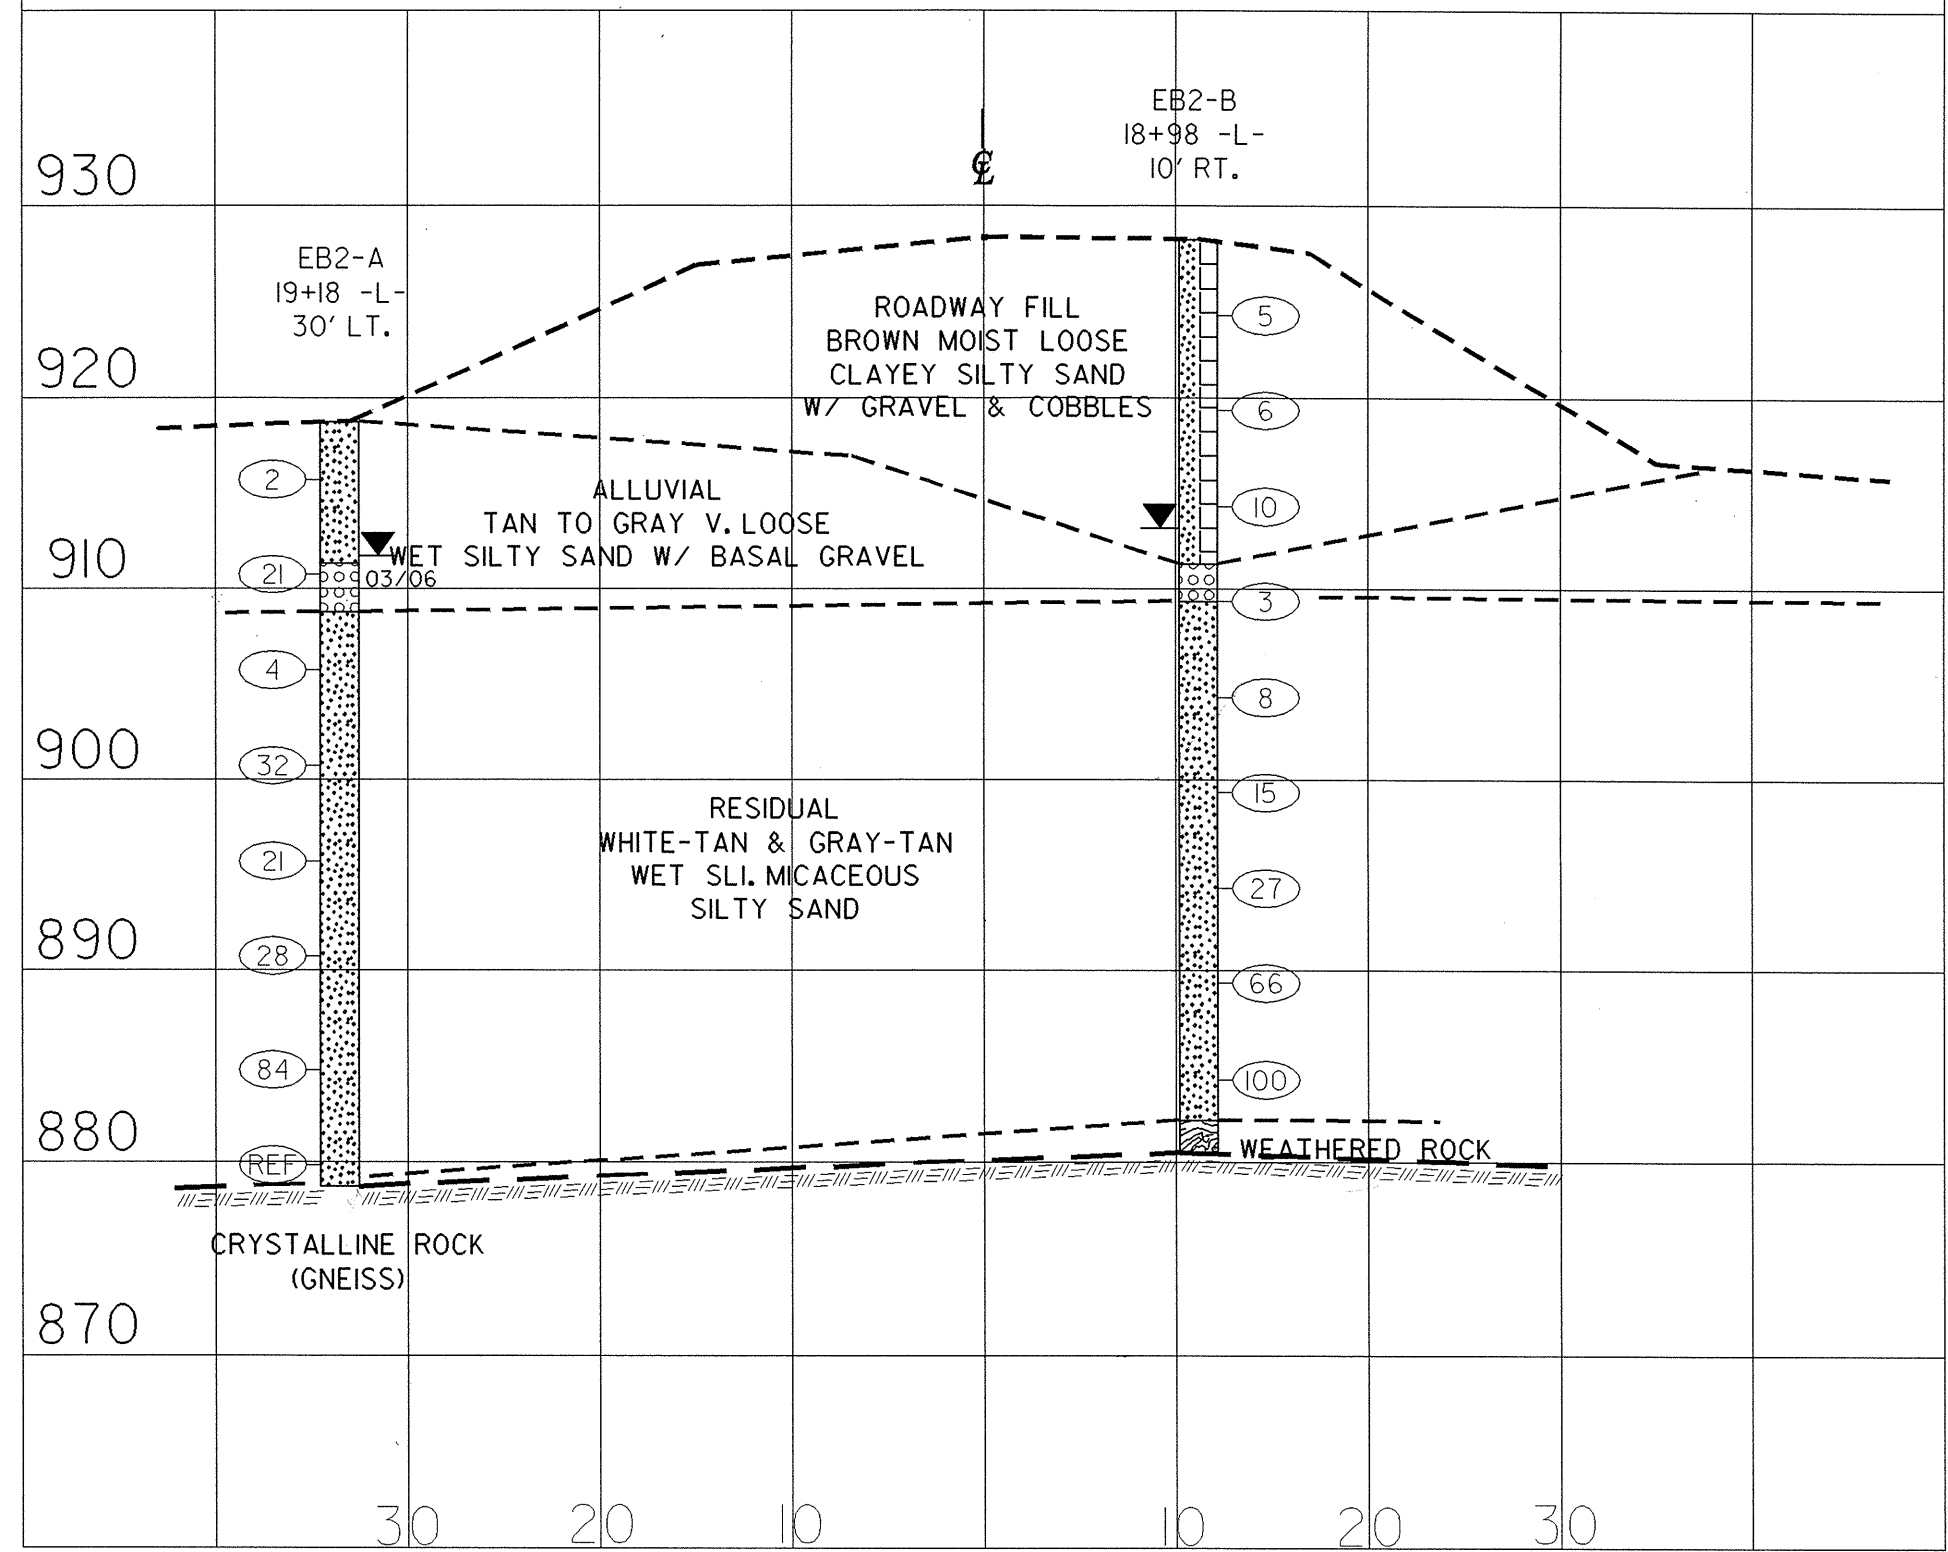 EB2-B
18+98 -L-
10' RT.
℄
930
EB2-A
19+18 -L-
30' LT.
ROADWAY FILL
BROWN MOIST LOOSE
CLAYEY SILTY SAND
W/ GRAVEL & COBBLES
5
920
6
2
ALLUVIAL
TAN TO GRAY V. LOOSE
WET SILTY SAND W/ BASAL GRAVEL
10
910
21
03/06
3
4
8
900
32
15
RESIDUAL
WHITE-TAN & GRAY-TAN
WET SLI. MICACEOUS
SILTY SAND
21
27
890
28
66
84
100
880
REF
WEATHERED ROCK
CRYSTALLINE ROCK
(GNEISS)
870
30 20 10 10 20 30